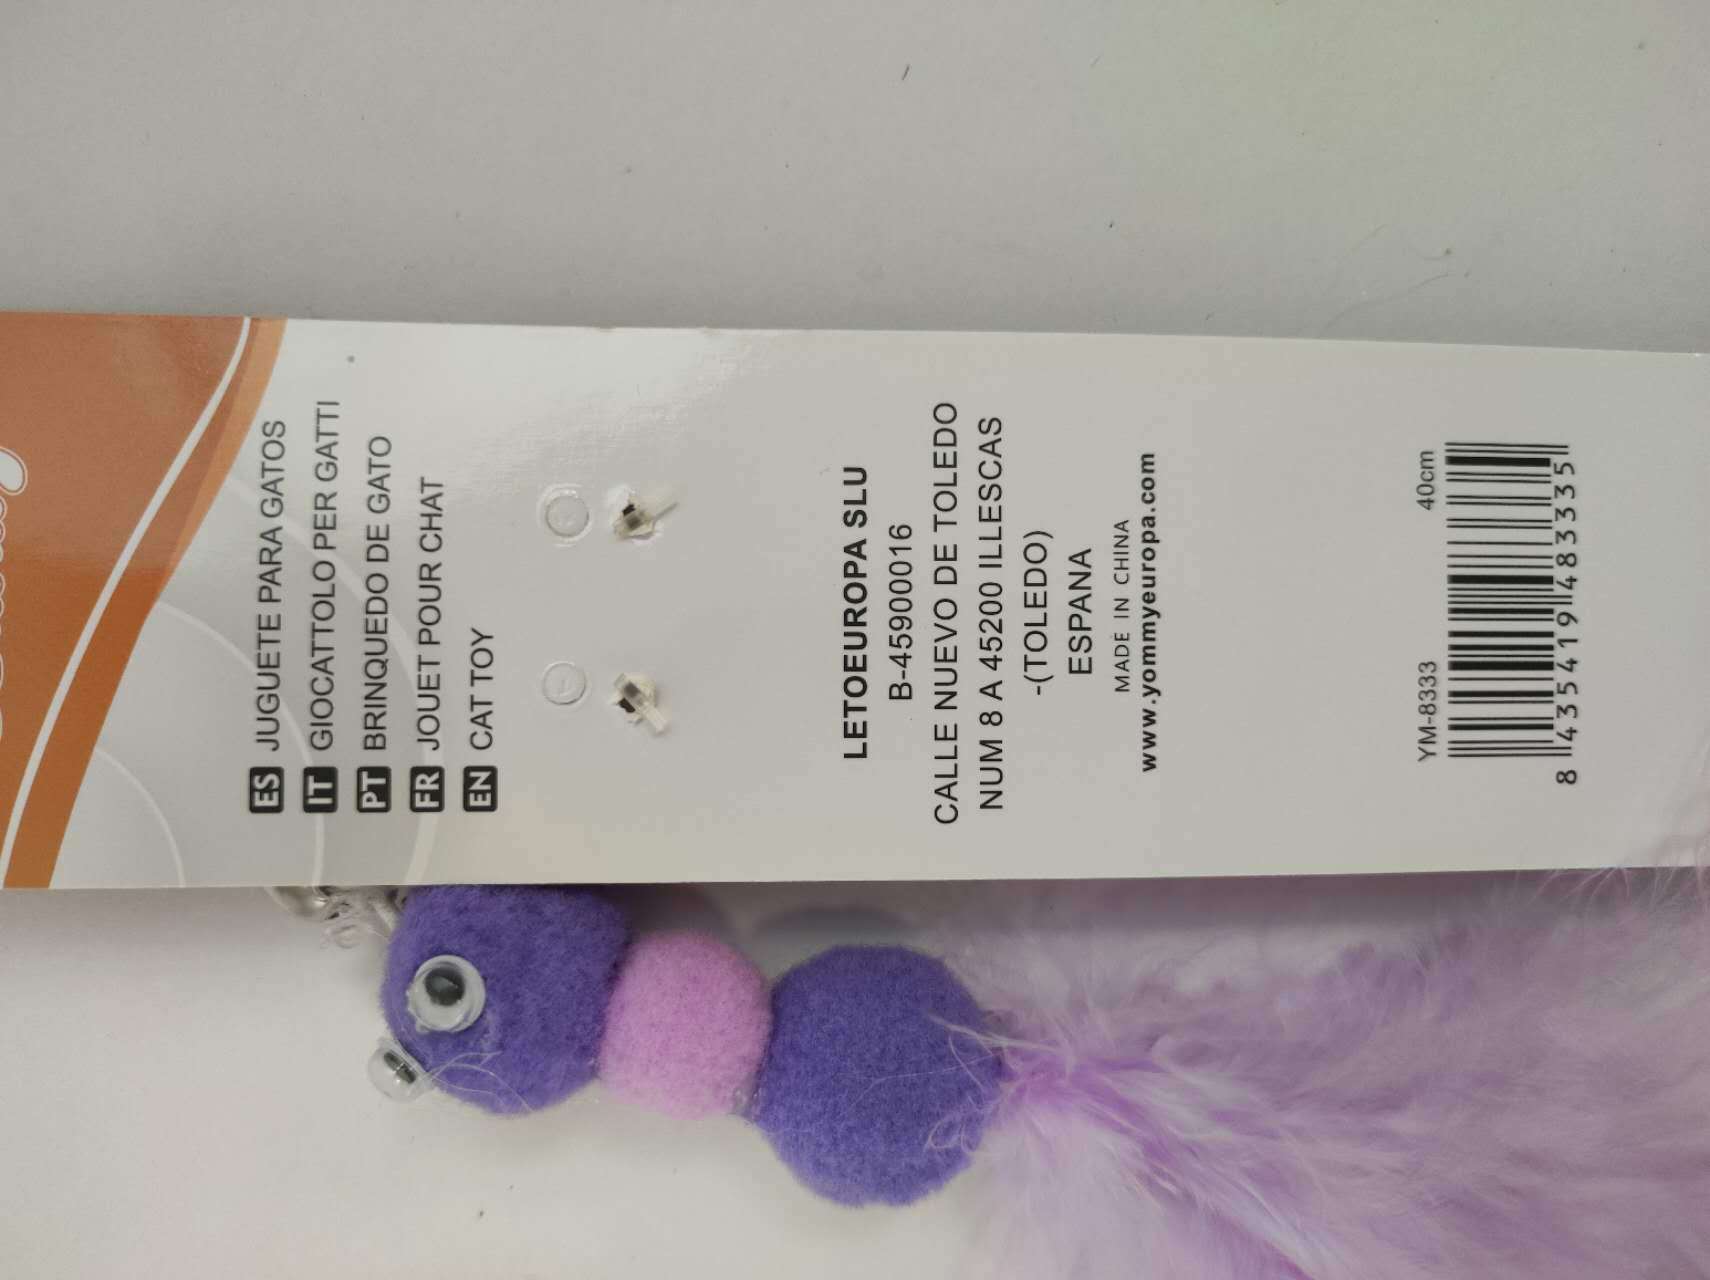 ES JUGUETE PARA GATOS
IT GIOCATTOLO PER GATTI
PT BRINQUEDO DE GATO
FR JOUET POUR CHAT
EN CAT TOY
LETOEUROPA SLU
B-45900016
CALLE NUEVO DE TOLEDO
NUM 8 A 45200 ILLESCAS
-(TOLEDO)
ESPANA
MADE IN CHINA
www.yommyeuropa.com
YM-8333 40cm
8 435419 483335